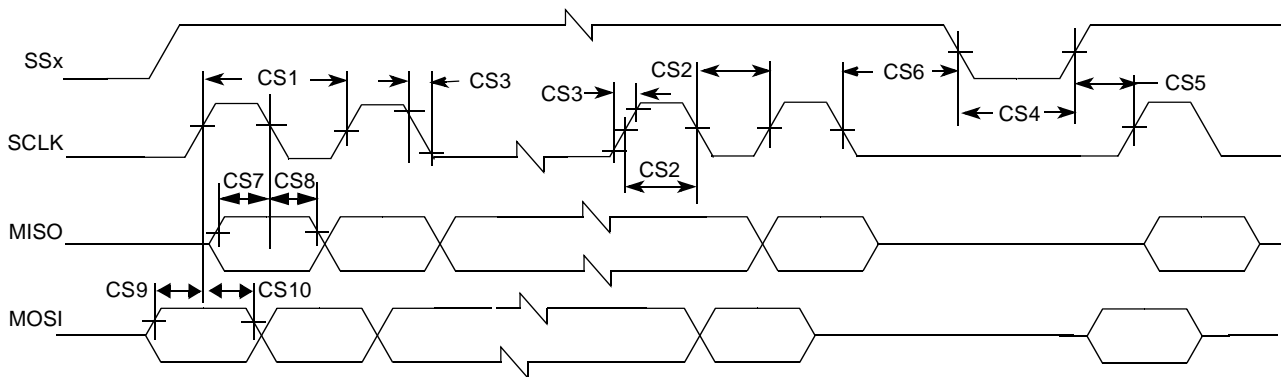 SSx
CS1
CS3
CS3
CS2
CS6
CS4
CS5
SCLK
CS2
CS7
CS8
MISO
CS9
CS10
MOSI